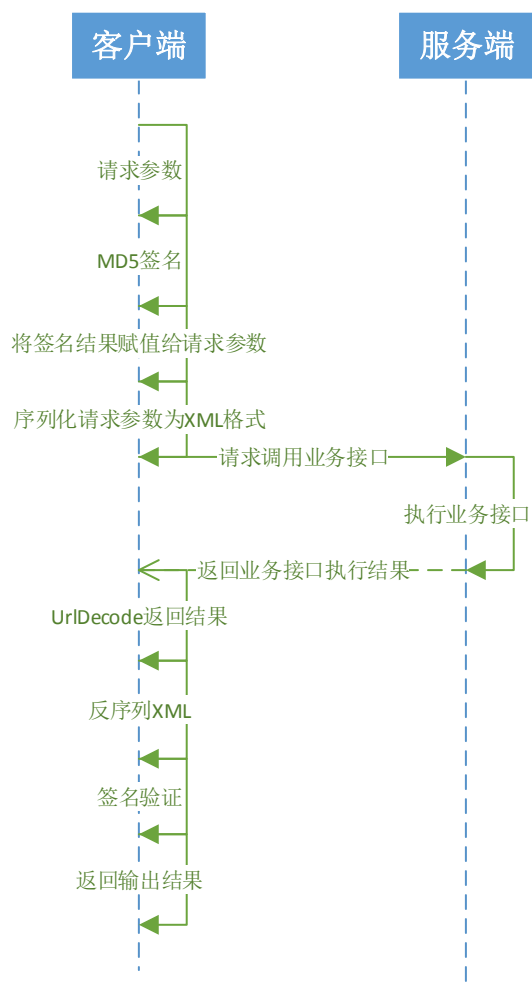 客户端
服务端
请求参数
MD5签名
将签名结果赋值给请求参数
序列化请求参数为XML格式
请求调用业务接口
执行业务接口
返回业务接口执行结果
UrlDecode返回结果
反序列XML
签名验证
返回输出结果